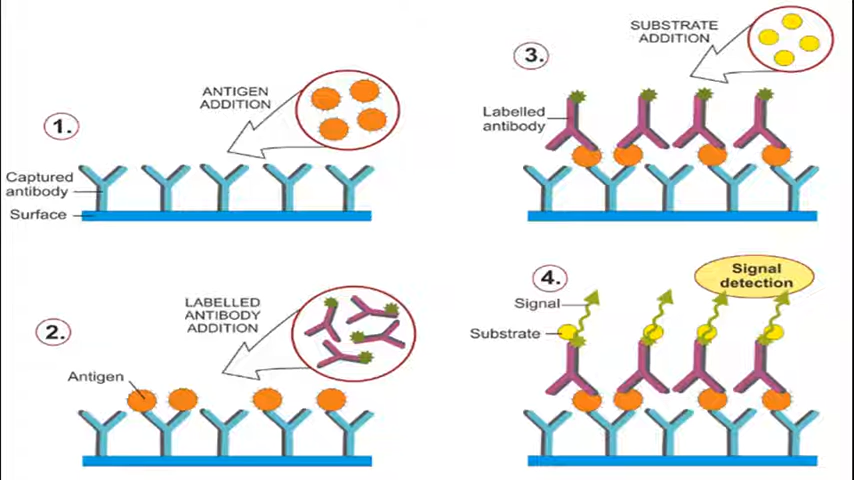 1.
ANTIGEN
ADDITION
Captured
antibody
Surface
2.
LABELLED
ANTIBODY
ADDITION
Antigen
3.
SUBSTRATE
ADDITION
Labelled
antibody
4.
Signal
detection
Signal
Substrate